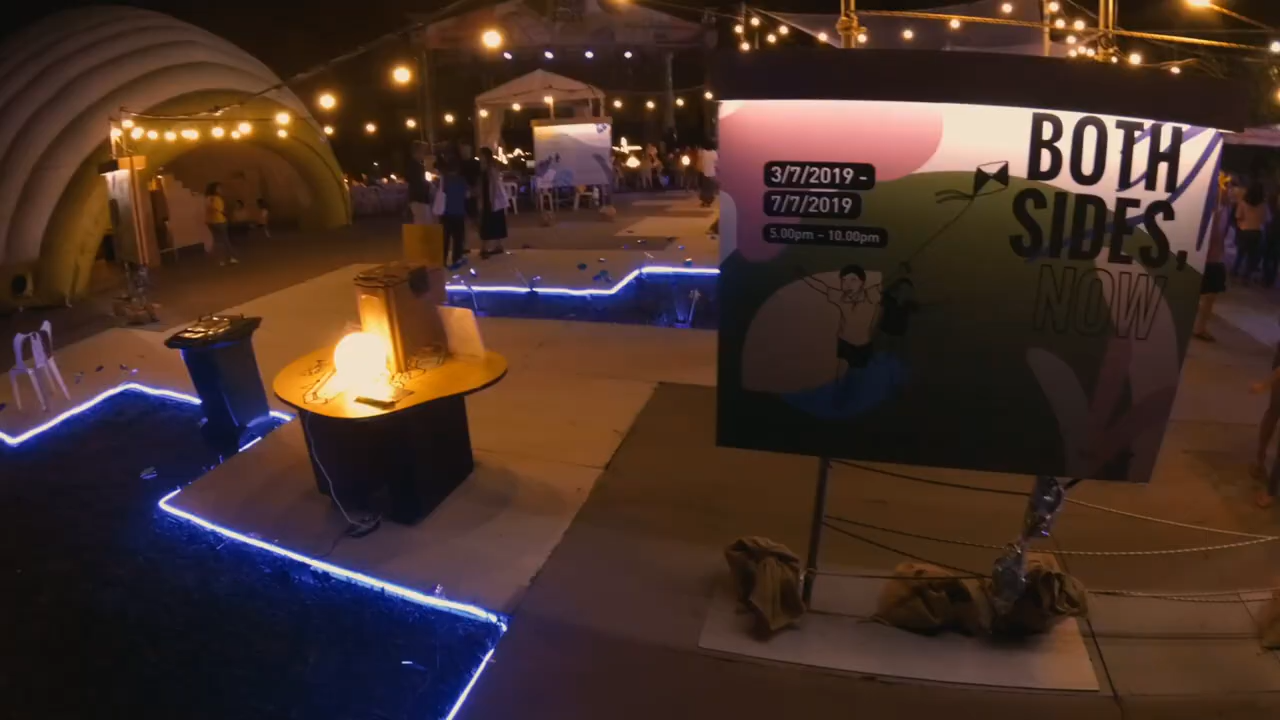 3/7/2019 -
7/7/2019
5.00pm - 10.00pm
BOTH
SIDES,
NOW